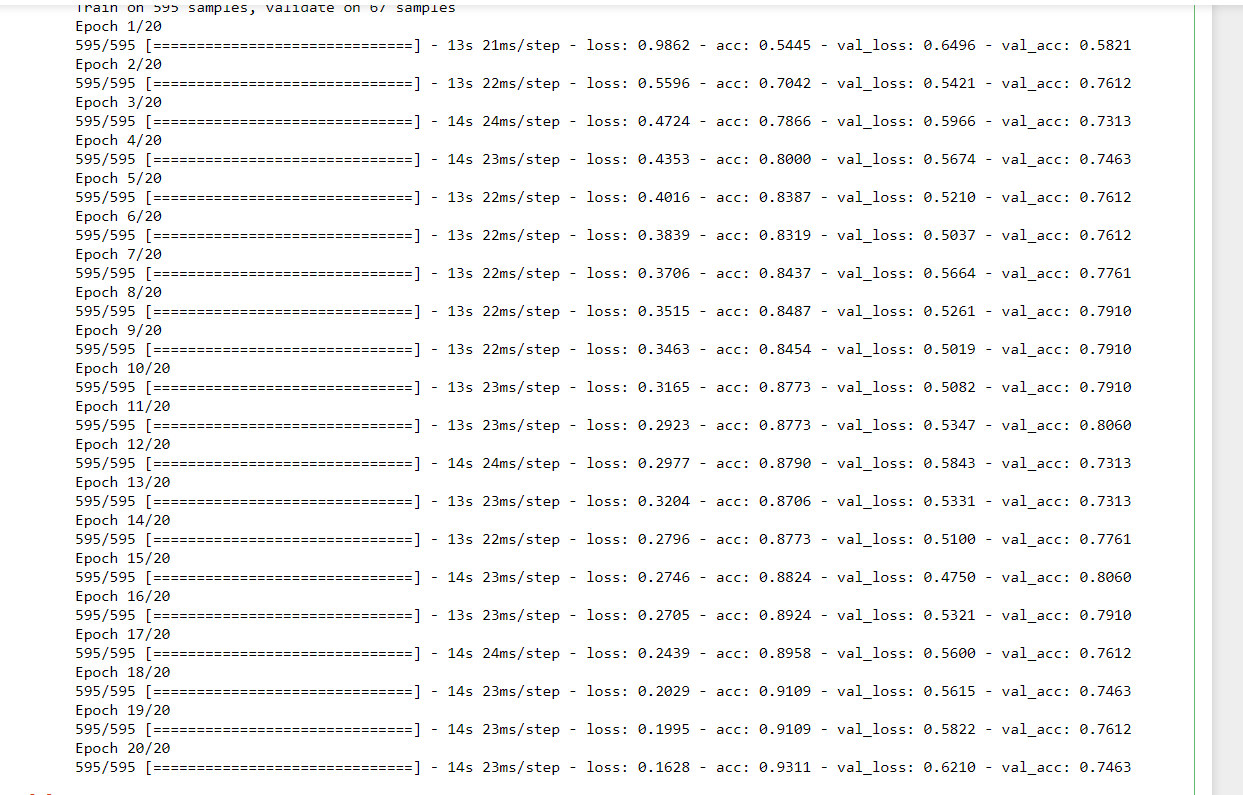 Train on 595 samples, validate on 67 samples
Epoch 1/20
595/595 [==============================] - 13s 21ms/step - loss: 0.9862 - acc: 0.5445 - val_loss: 0.6496 - val_acc: 0.5821
Epoch 2/20
595/595 [==============================] - 13s 22ms/step - loss: 0.5596 - acc: 0.7042 - val_loss: 0.5421 - val_acc: 0.7612
Epoch 3/20
595/595 [==============================] - 14s 24ms/step - loss: 0.4724 - acc: 0.7866 - val_loss: 0.5966 - val_acc: 0.7313
Epoch 4/20
595/595 [==============================] - 14s 23ms/step - loss: 0.4353 - acc: 0.8000 - val_loss: 0.5674 - val_acc: 0.7463
Epoch 5/20
595/595 [==============================] - 13s 22ms/step - loss: 0.4016 - acc: 0.8387 - val_loss: 0.5210 - val_acc: 0.7612
Epoch 6/20
595/595 [==============================] - 13s 22ms/step - loss: 0.3839 - acc: 0.8319 - val_loss: 0.5037 - val_acc: 0.7612
Epoch 7/20
595/595 [==============================] - 13s 22ms/step - loss: 0.3706 - acc: 0.8437 - val_loss: 0.5664 - val_acc: 0.7761
Epoch 8/20
595/595 [==============================] - 13s 22ms/step - loss: 0.3515 - acc: 0.8487 - val_loss: 0.5261 - val_acc: 0.7910
Epoch 9/20
595/595 [==============================] - 13s 22ms/step - loss: 0.3463 - acc: 0.8454 - val_loss: 0.5019 - val_acc: 0.7910
Epoch 10/20
595/595 [==============================] - 13s 23ms/step - loss: 0.3165 - acc: 0.8773 - val_loss: 0.5082 - val_acc: 0.7910
Epoch 11/20
595/595 [==============================] - 13s 23ms/step - loss: 0.2923 - acc: 0.8773 - val_loss: 0.5347 - val_acc: 0.8060
Epoch 12/20
595/595 [==============================] - 14s 24ms/step - loss: 0.2977 - acc: 0.8790 - val_loss: 0.5843 - val_acc: 0.7313
Epoch 13/20
595/595 [==============================] - 13s 23ms/step - loss: 0.3204 - acc: 0.8706 - val_loss: 0.5331 - val_acc: 0.7313
Epoch 14/20
595/595 [==============================] - 13s 22ms/step - loss: 0.2796 - acc: 0.8773 - val_loss: 0.5100 - val_acc: 0.7761
Epoch 15/20
595/595 [==============================] - 14s 23ms/step - loss: 0.2746 - acc: 0.8824 - val_loss: 0.4750 - val_acc: 0.8060
Epoch 16/20
595/595 [==============================] - 13s 23ms/step - loss: 0.2705 - acc: 0.8924 - val_loss: 0.5321 - val_acc: 0.7910
Epoch 17/20
595/595 [==============================] - 14s 24ms/step - loss: 0.2439 - acc: 0.8958 - val_loss: 0.5600 - val_acc: 0.7612
Epoch 18/20
595/595 [==============================] - 14s 23ms/step - loss: 0.2029 - acc: 0.9109 - val_loss: 0.5615 - val_acc: 0.7463
Epoch 19/20
595/595 [==============================] - 14s 23ms/step - loss: 0.1995 - acc: 0.9109 - val_loss: 0.5822 - val_acc: 0.7612
Epoch 20/20
595/595 [==============================] - 14s 23ms/step - loss: 0.1628 - acc: 0.9311 - val_loss: 0.6210 - val_acc: 0.7463